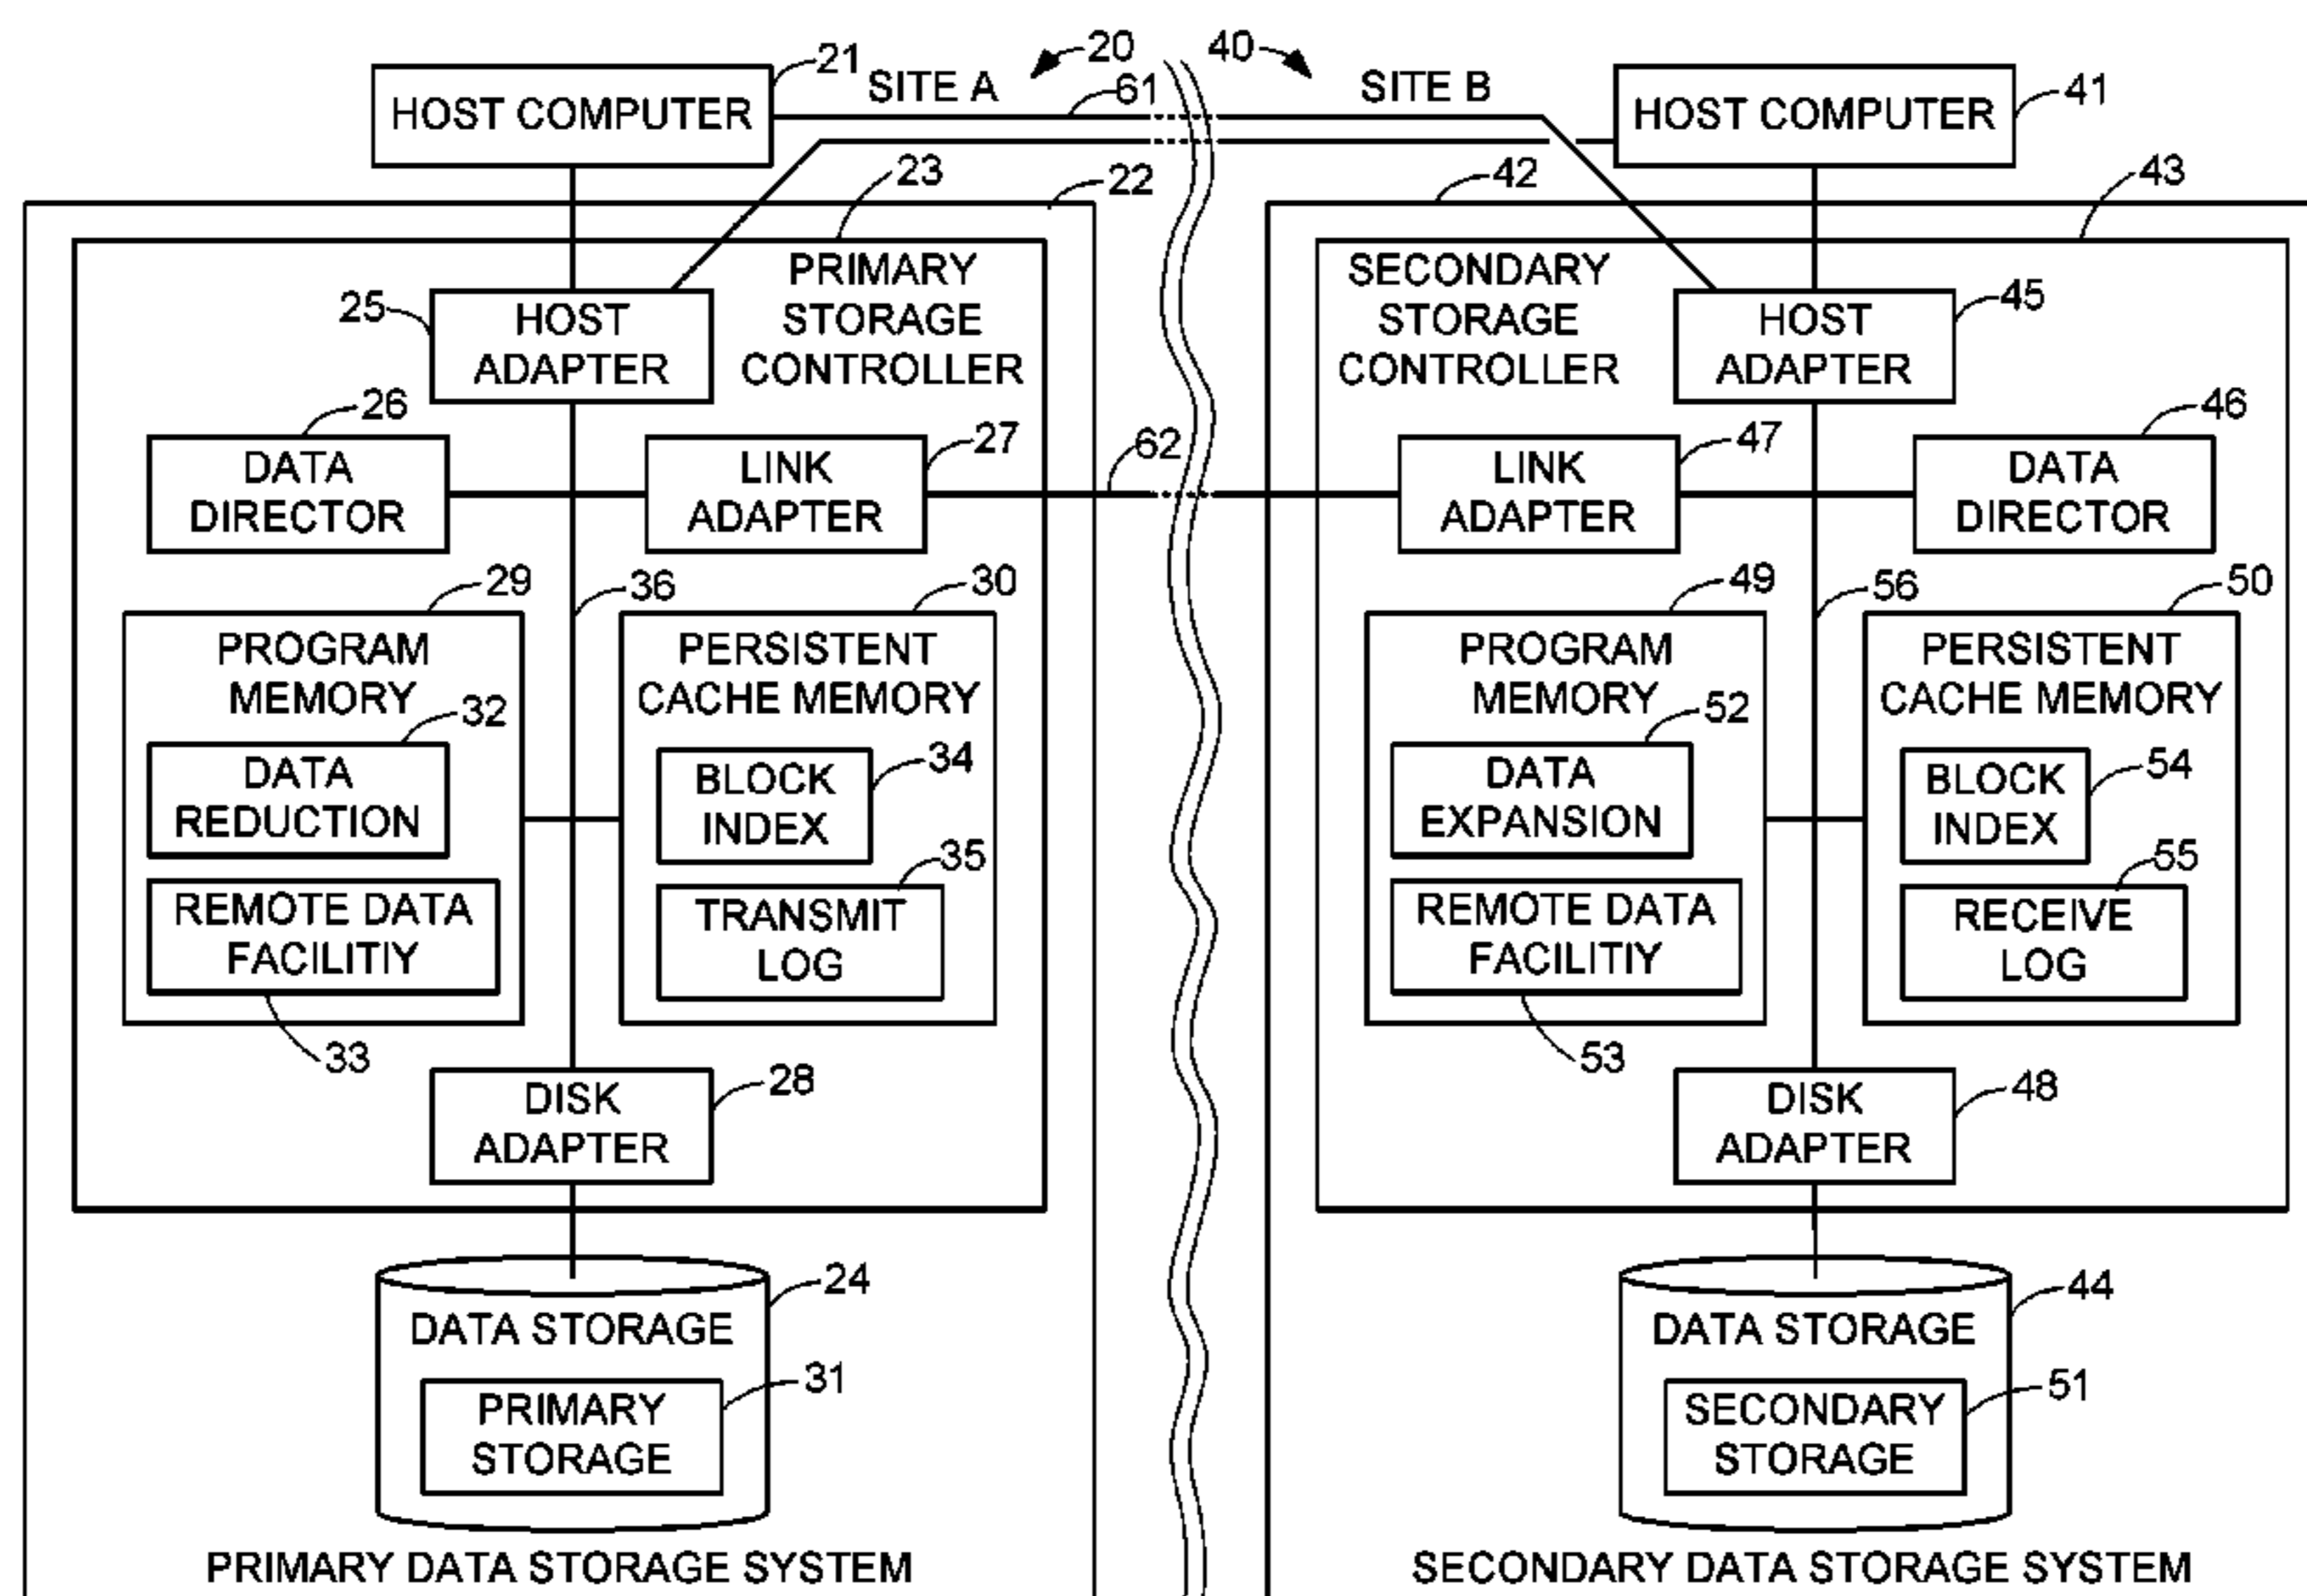 20
40
21
SITE A
61
SITE B
HOST COMPUTER
HOST COMPUTER
41
23
22
42
43
PRIMARY
STORAGE
CONTROLLER
25
HOST
ADAPTER
SECONDARY
STORAGE
CONTROLLER
HOST
ADAPTER
45
26
DATA
DIRECTOR
LINK
ADAPTER
27
62
LINK
ADAPTER
47
46
DATA
DIRECTOR
29
36
30
PROGRAM
MEMORY
32
DATA
REDUCTION
REMOTE DATA
FACILITIY
33
PERSISTENT
CACHE MEMORY
BLOCK
INDEX
34
35
TRANSMIT
LOG
49
56
50
PROGRAM
MEMORY
52
DATA
EXPANSION
REMOTE DATA
FACILITIY
53
PERSISTENT
CACHE MEMORY
BLOCK
INDEX
54
55
RECEIVE
LOG
DISK
ADAPTER
28
DISK
ADAPTER
48
24
DATA STORAGE
31
PRIMARY
STORAGE
44
DATA STORAGE
51
SECONDARY
STORAGE
PRIMARY DATA STORAGE SYSTEM
SECONDARY DATA STORAGE SYSTEM